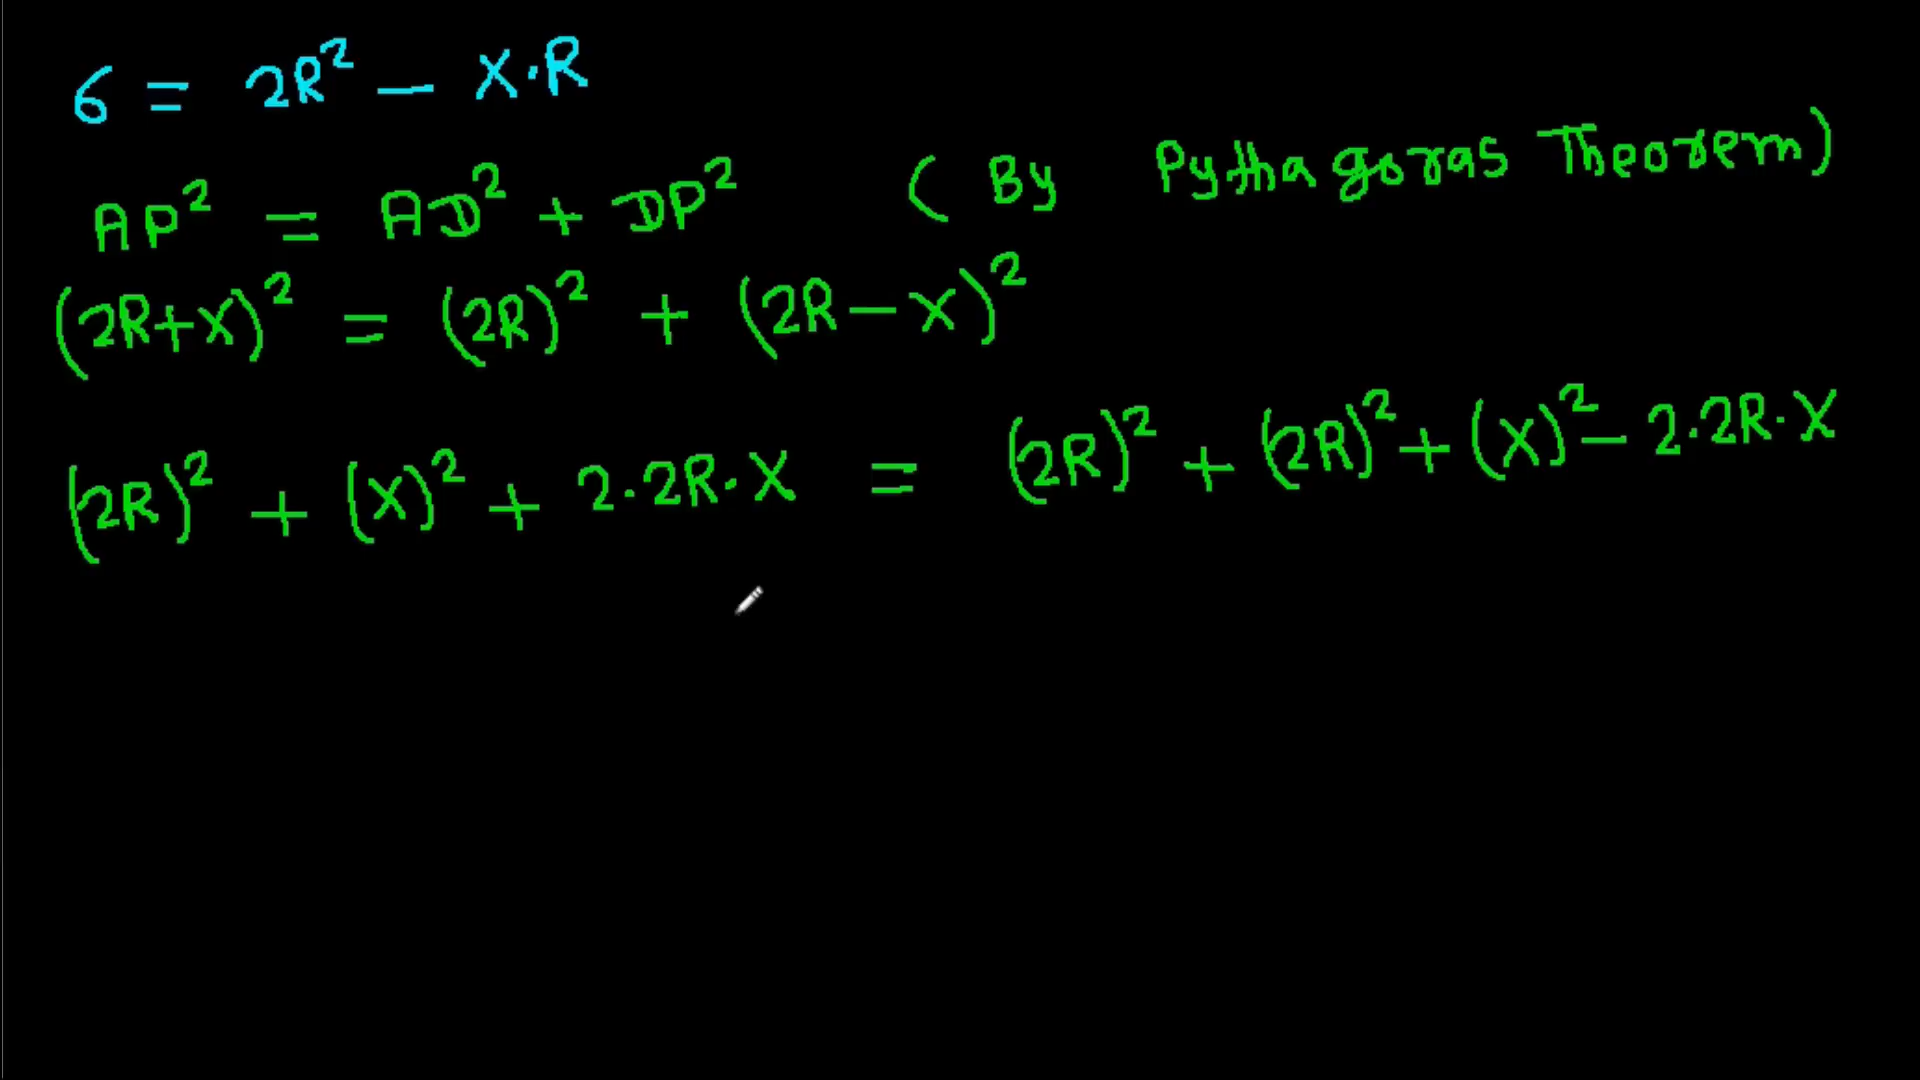 6 = 2R² - X·R
AP² = AD² + DP² (By Pythagoras Theorem)
(2R+X)² = (2R)² + (2R-X)²
(2R)² + (X)² + 2·2R·X = (2R)² + (2R)² + (X)² - 2·2R·X